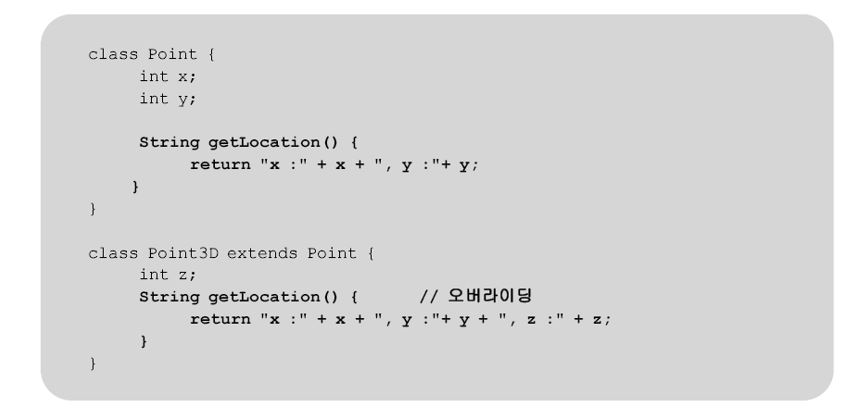 class Point {
int x;
int y;
String getLocation() {
return "x :" + x + ", y :"+ y;
}
}
class Point3D extends Point {
int z;
String getLocation() { // 오버라이딩
return "x :" + x + ", y :"+ y + ", z :" + z;
}
}